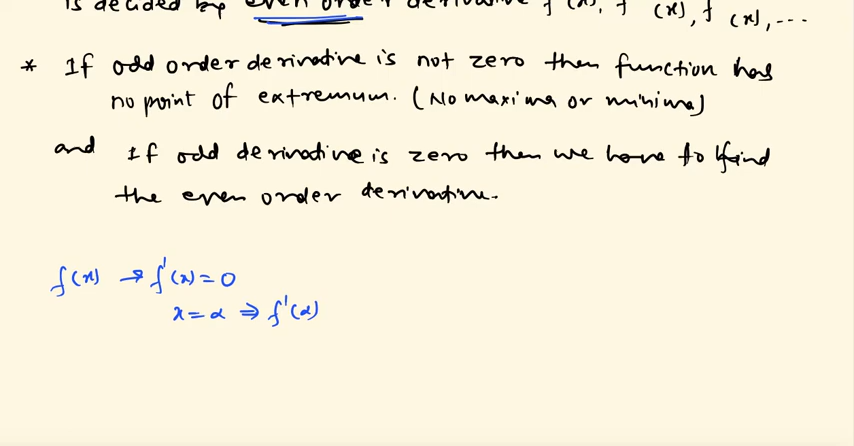 is decided by even order derivative f (x), f (x), f (x), ...
* If odd order derivative is not zero then function has
no point of extremum. (No maxima or minima)
and If odd derivative is zero then we have to find
the even order derivative.
f(x) → f'(x) = 0
x = α ⇒ f'(α)